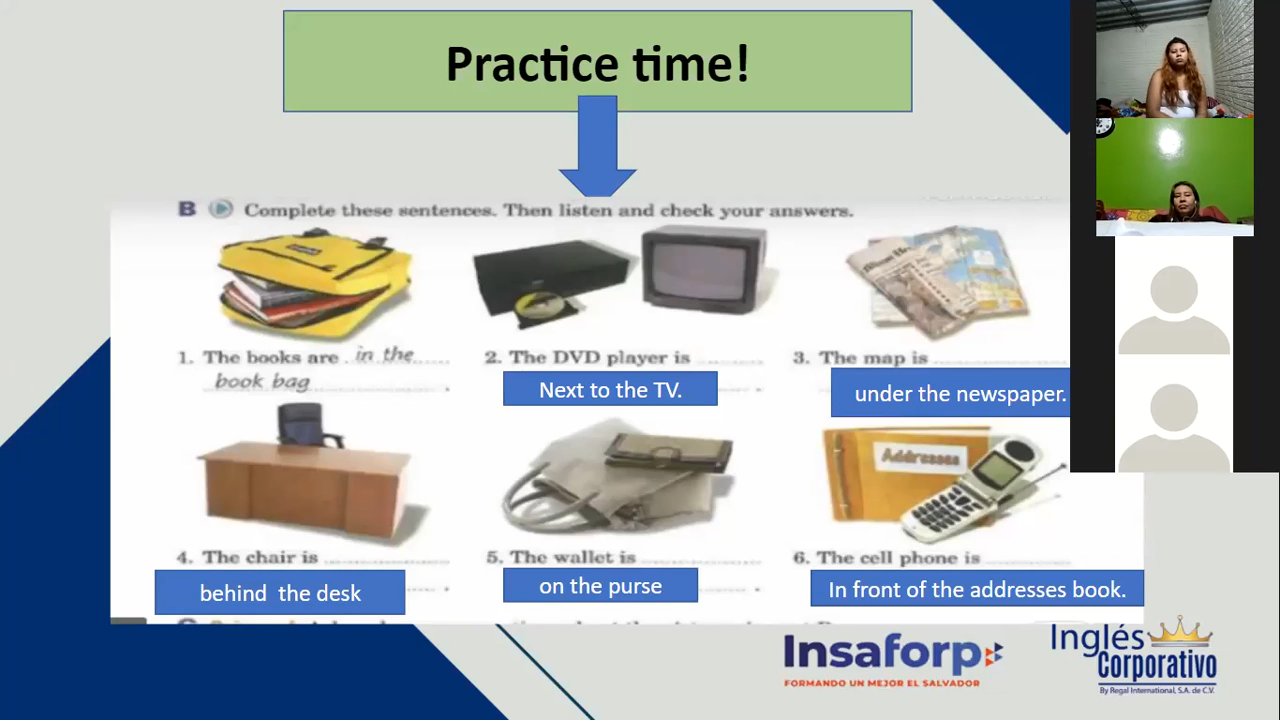 Practice time!
B Complete these sentences. Then listen and check your answers.
1. The books are in the
book bag.
2. The DVD player is
Next to the TV.
3. The map is
under the newspaper.
Addresses
4. The chair is
behind the desk
5. The wallet is
on the purse
6. The cell phone is
In front of the addresses book.
Insaforp
FORMANDO UN MEJOR EL SALVADOR
Inglés
Corporativo
By Regal International, S.A. de C.V.